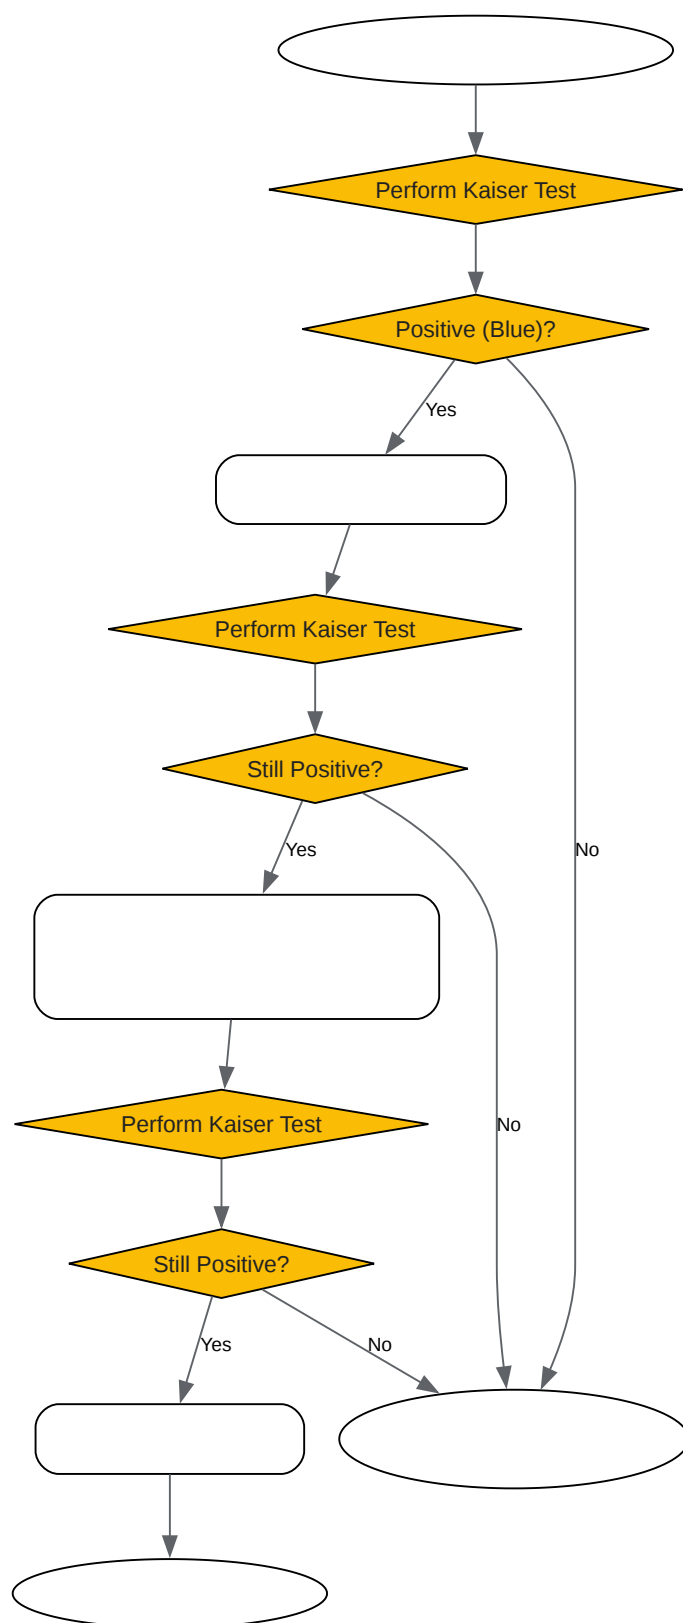 Perform Kaiser Test
Positive (Blue)?
Yes
Perform Kaiser Test
Still Positive?
Yes
No
Perform Kaiser Test
No
Still Positive?
Yes
No